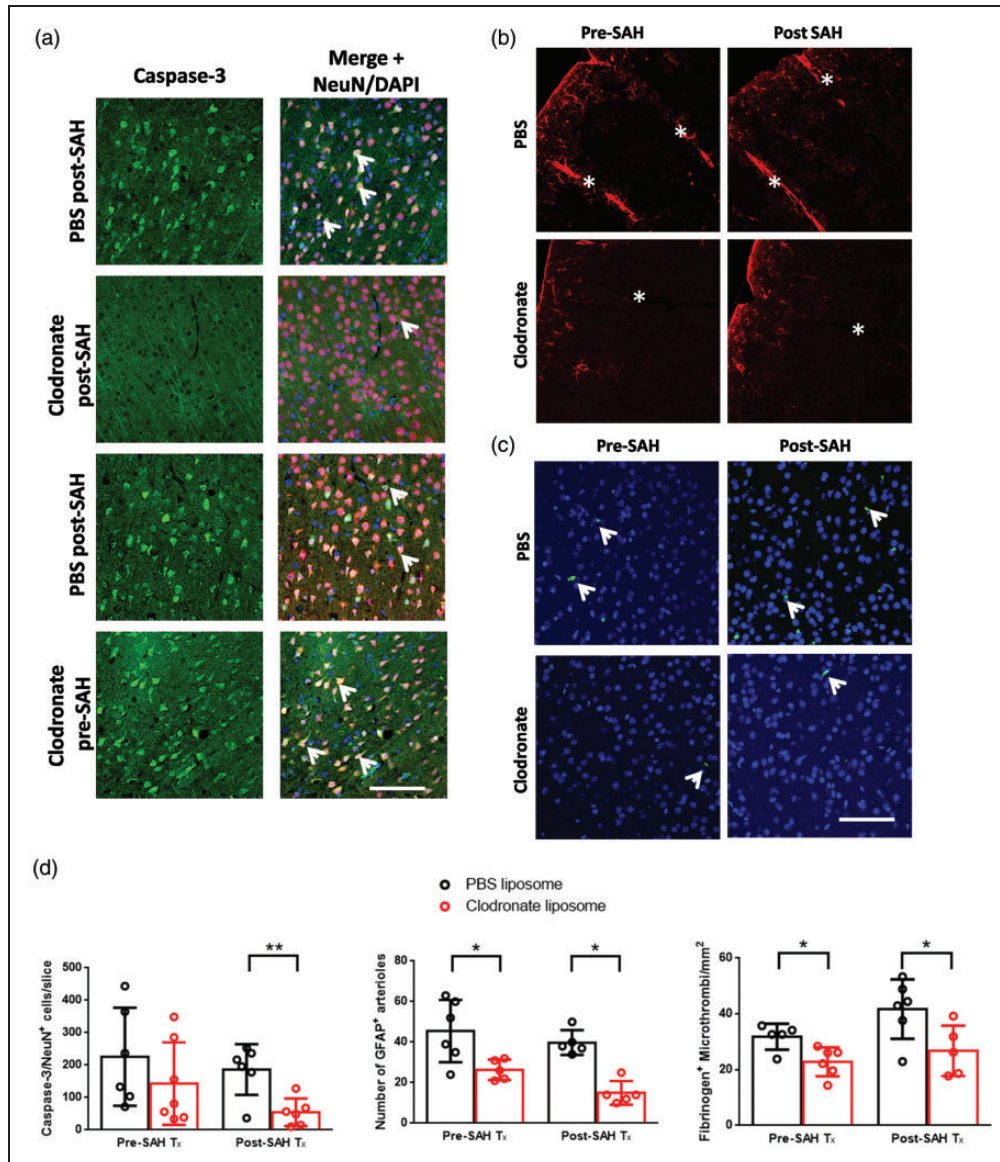 (a)
Caspase-3
Merge +
NeuN/DAPI
PBS post-SAH
Clodronate
post-SAH
PBS post-SAH
Clodronate
pre-SAH
(b)
Pre-SAH
Post SAH
PBS
*
*
*
*
Clodronate
*
*
(c)
Pre-SAH
Post-SAH
PBS
Clodronate
(d)
PBS liposome
Clodronate liposome
Caspase-3/NeuN⁺ cells/slice
500
400
300
200
100
0
**
Pre-SAH Tₓ
Post-SAH Tₓ
Number of GFAP⁺ arterioles
80
60
40
20
0
*
*
Pre-SAH Tₓ
Post-SAH Tₓ
Fibrinogen⁺ Microthrombi/mm²
80
60
40
20
0
*
*
Pre-SAH Tₓ
Post-SAH Tₓ